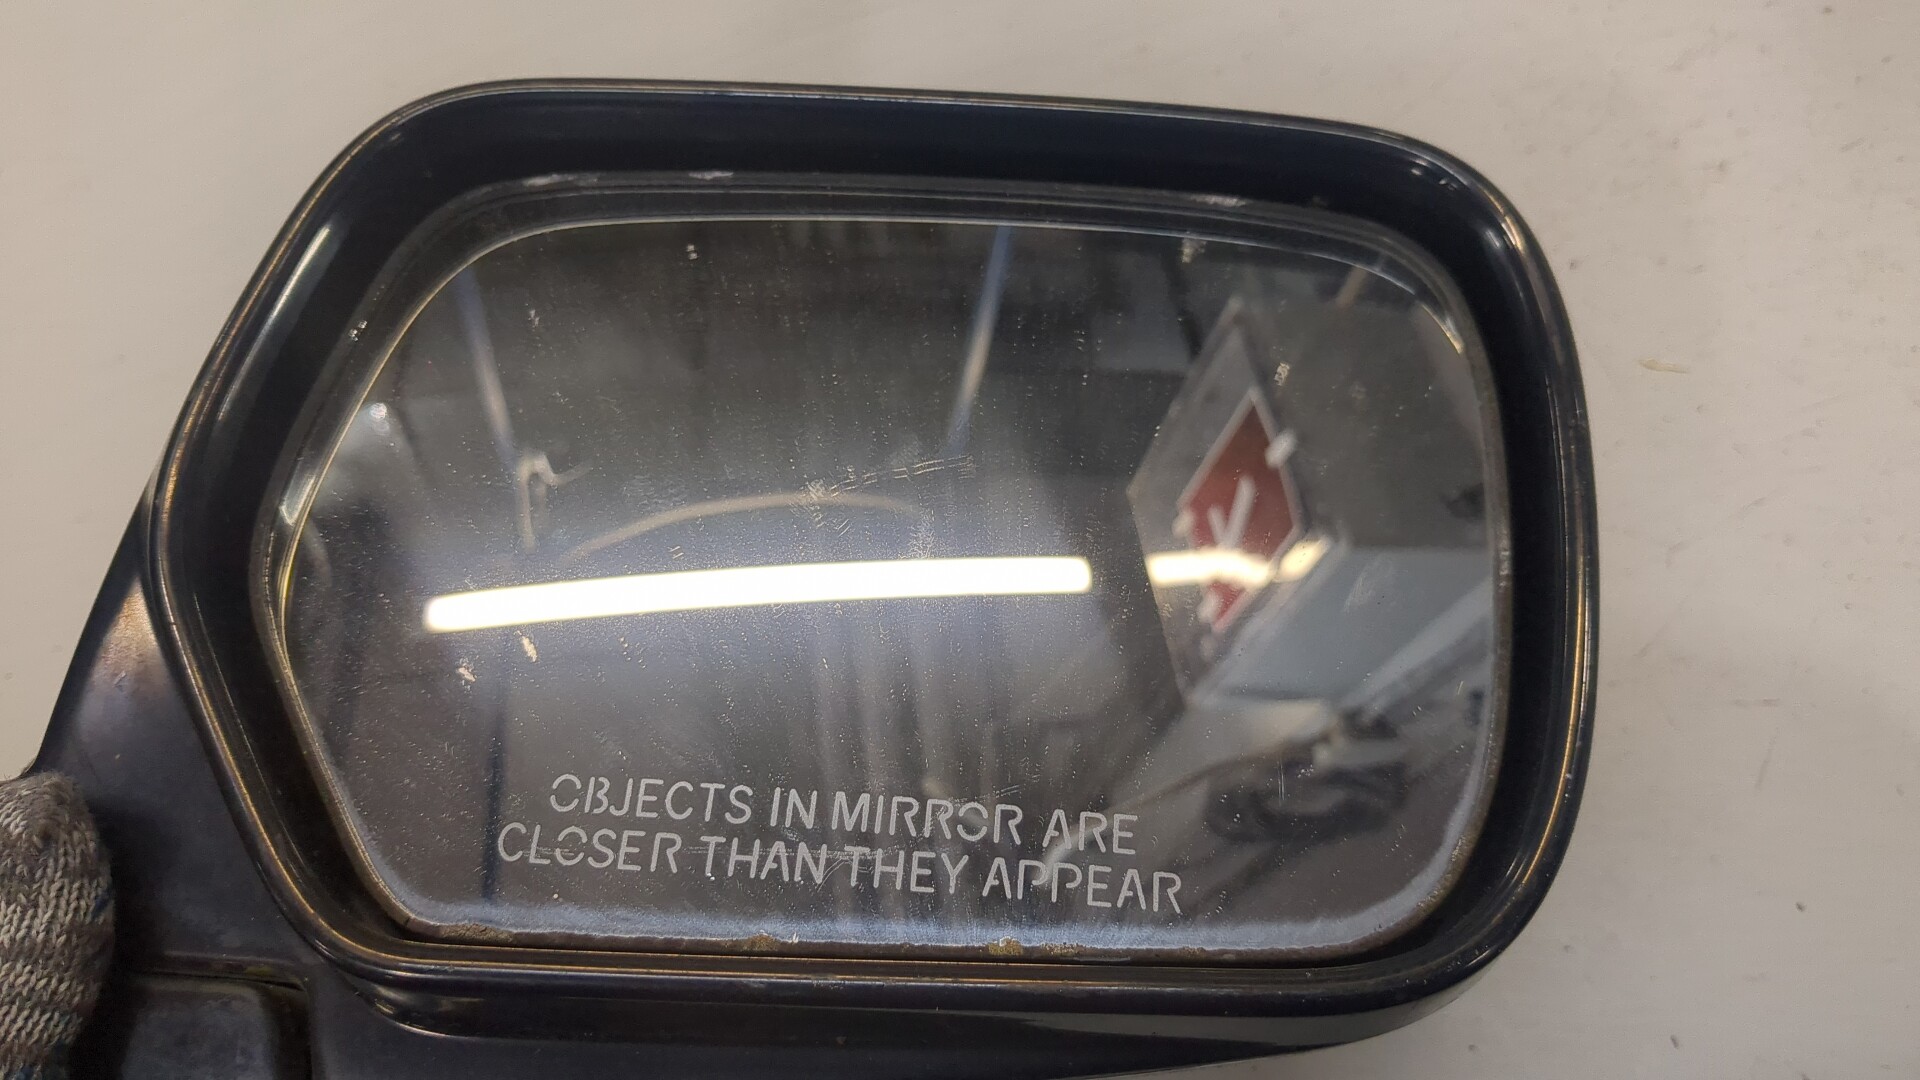 OBJECTS IN MIRROR ARE
CLOSER THAN THEY APPEAR